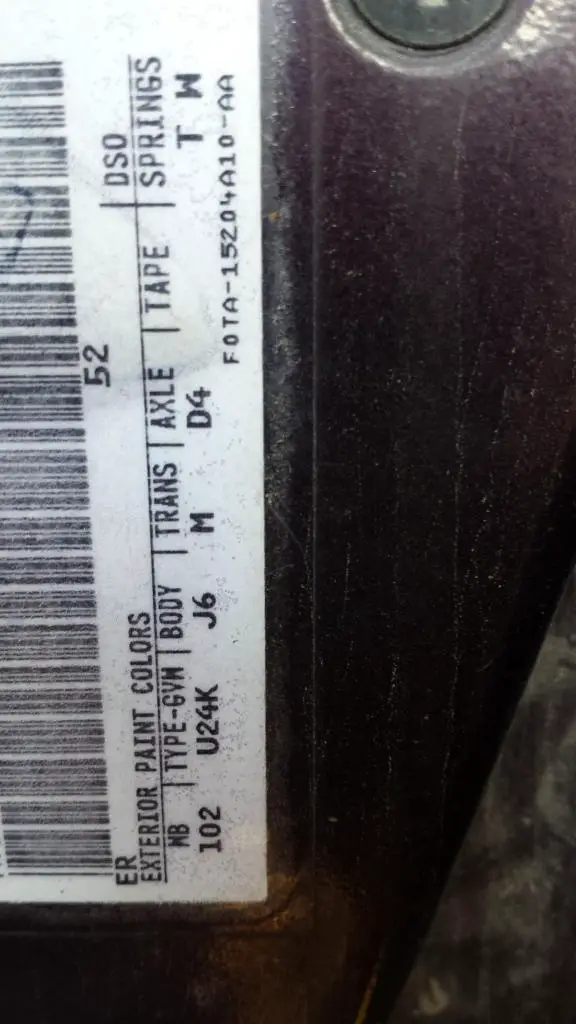 52
ER
EXTERIOR PAINT COLORS | DSO
WB | TYPE-GVW | BODY | TRANS | AXLE | TAPE | SPRINGS
102 U24K J6 M D4 T W
F0TA-15204A10-AA